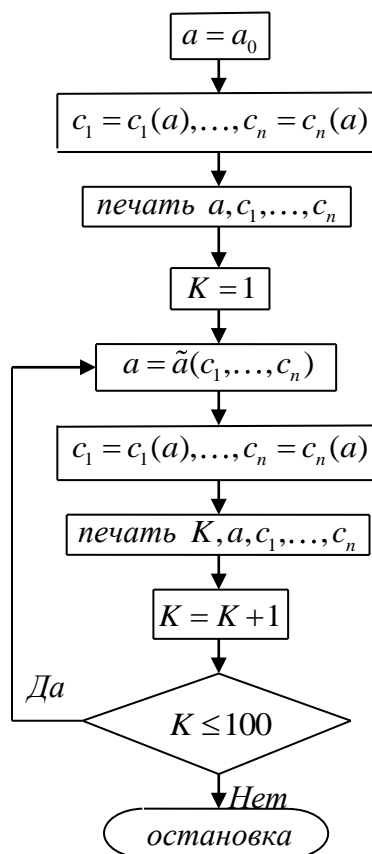 a = a₀
c₁ = c₁(a),…, cₙ = cₙ(a)
печать a, c₁,…, cₙ
K = 1
a = ã(c₁,…, cₙ)
c₁ = c₁(a),…, cₙ = cₙ(a)
печать K, a, c₁,…, cₙ
K = K +1
Да
K ≤ 100
Нет
остановка